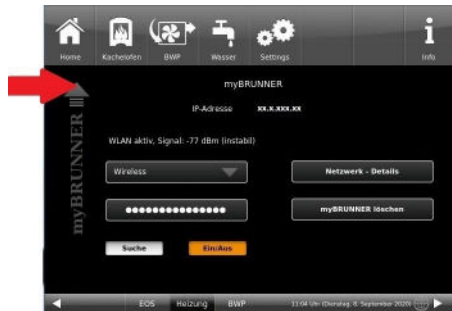 Home Kachelofen BWP Wasser Settings Info
myBRUNNER
IP-Adresse xx.x.xxx.xx
myBRUNNER
WLAN aktiv, Signal: -77 dBm (instabil)
Wireless Netzwerk - Details
●●●●●●●●●●●●●●● myBRUNNER löschen
Suche Ein/Aus
EOS Heizung BWP 11:04 Uhr (Dienstag, 8. September 2020)